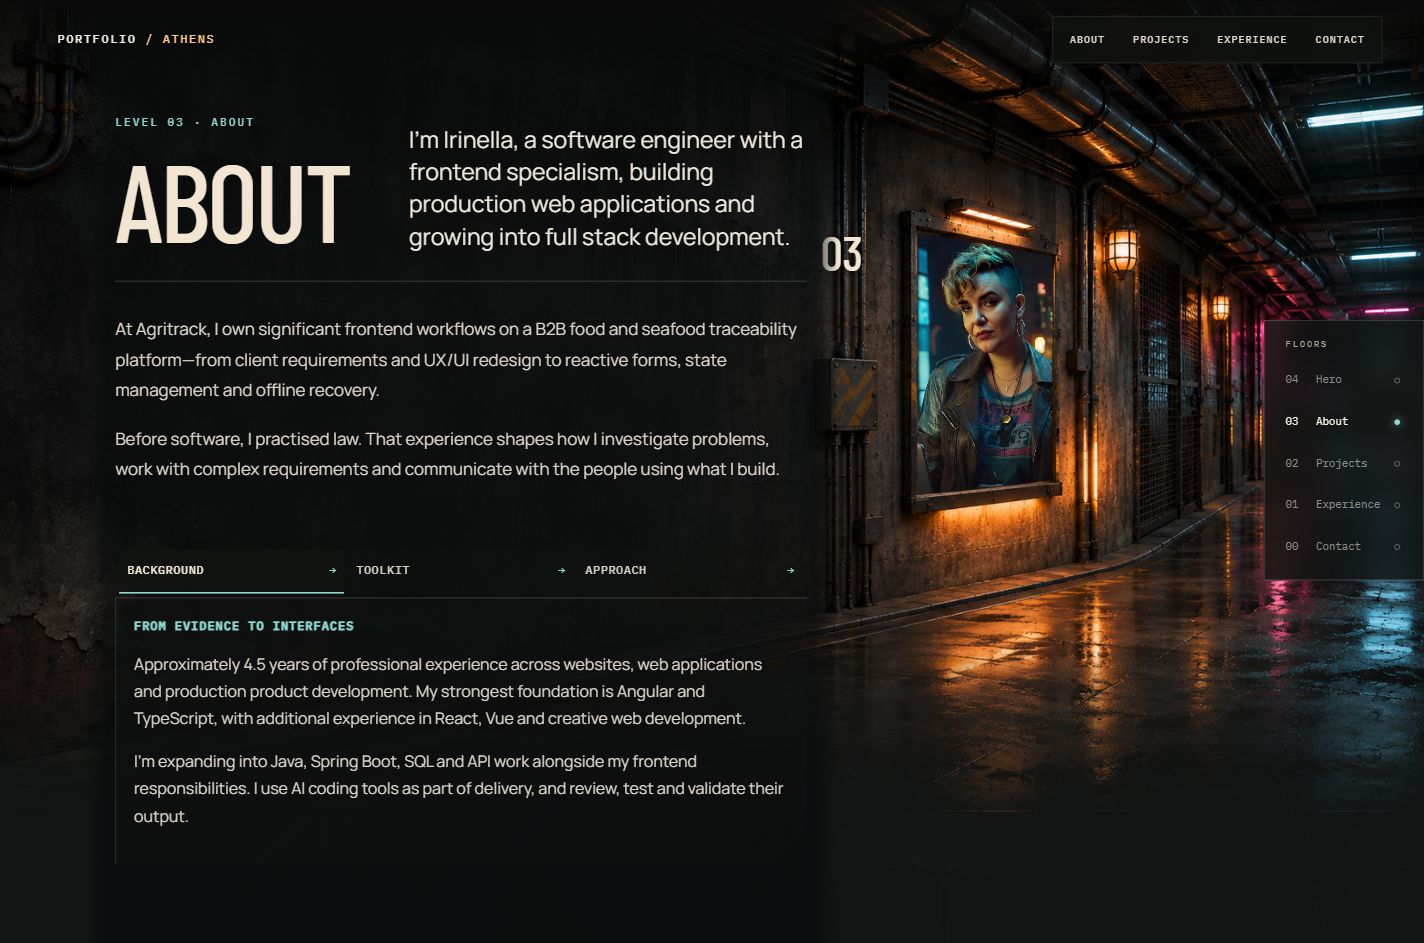 PORTFOLIO / ATHENS
ABOUT PROJECTS EXPERIENCE CONTACT
LEVEL 03 · ABOUT
ABOUT
I'm Irinella, a software engineer with a
frontend specialism, building
production web applications and
growing into full stack development.
03
At Agritrack, I own significant frontend workflows on a B2B food and seafood traceability
platform—from client requirements and UX/UI redesign to reactive forms, state
management and offline recovery.
Before software, I practised law. That experience shapes how I investigate problems,
work with complex requirements and communicate with the people using what I build.
BACKGROUND → TOOLKIT → APPROACH →
FROM EVIDENCE TO INTERFACES
Approximately 4.5 years of professional experience across websites, web applications
and production product development. My strongest foundation is Angular and
TypeScript, with additional experience in React, Vue and creative web development.
I'm expanding into Java, Spring Boot, SQL and API work alongside my frontend
responsibilities. I use AI coding tools as part of delivery, and review, test and validate their
output.
FLOORS
04 Hero
03 About
02 Projects
01 Experience
00 Contact